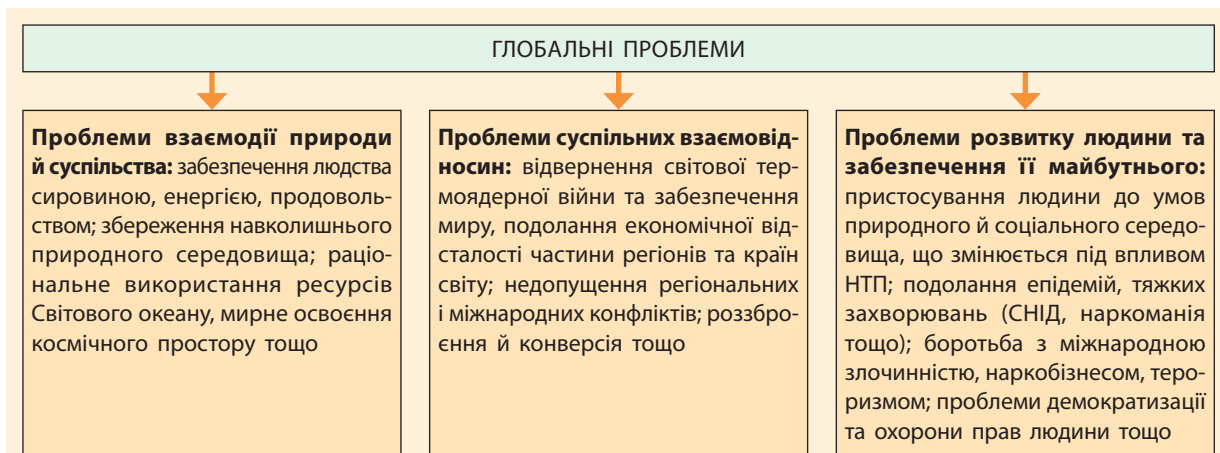 ГЛОБАЛЬНІ ПРОБЛЕМИ
Проблеми взаємодії природи
й суспільства: забезпечення людства
сировиною, енергією, продоволь-
ством; збереження навколишнього
природного середовища; раціо-
нальне використання ресурсів
Світового океану, мирне освоєння
космічного простору тощо
Проблеми суспільних взаємовід-
носин: відвернення світової тер-
моядерної війни та забезпечення
миру, подолання економічної від-
сталості частини регіонів та країн
світу; недопущення регіональних
і міжнародних конфліктів; роззбро-
єння й конверсія тощо
Проблеми розвитку людини та
забезпечення її майбутнього:
пристосування людини до умов
природного й соціального середо-
вища, що змінюється під впливом
НТП; подолання епідемій, тяжких
захворювань (СНІД, наркоманія
тощо); боротьба з міжнародною
злочинністю, наркобізнесом, теро-
ризмом; проблеми демократизації
та охорони прав людини тощо